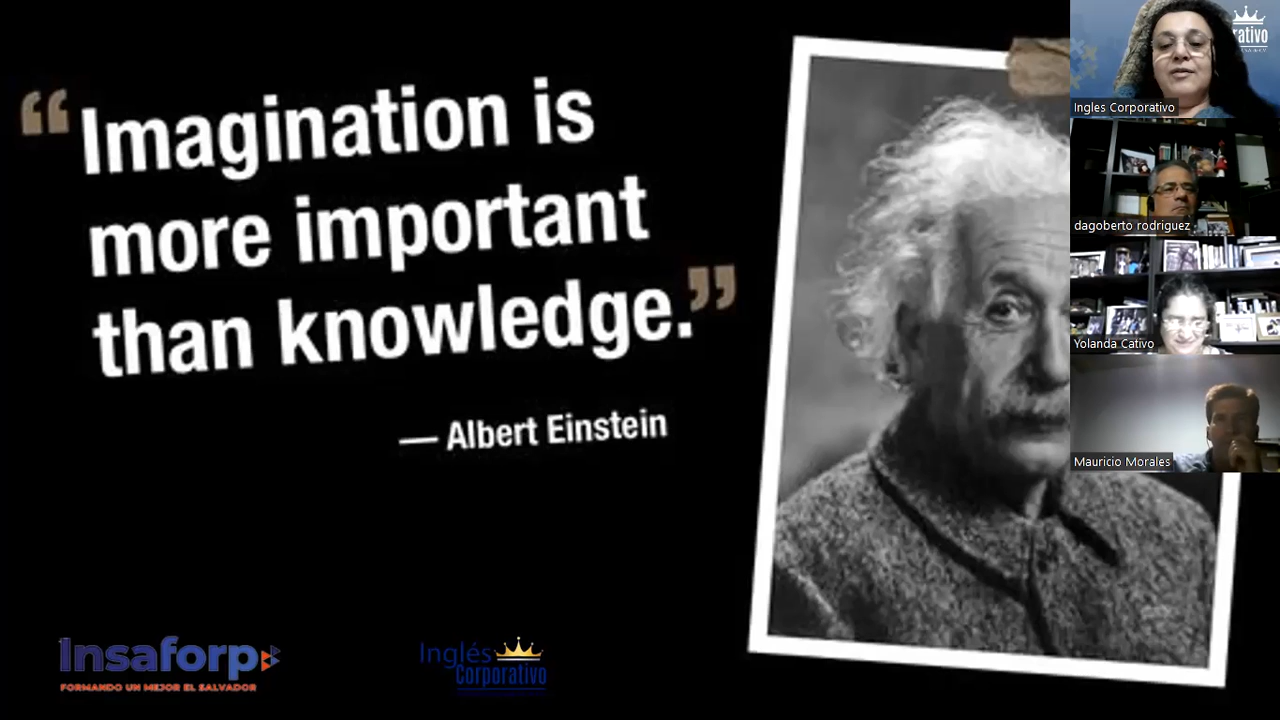 “Imagination is
more important
than knowledge.”
— Albert Einstein
Insaforp
FORMANDO UN MEJOR EL SALVADOR
Inglés
Corporativo
rativo
Ingles Corporativo
dagoberto rodriguez
Yolanda Cativo
Mauricio Morales